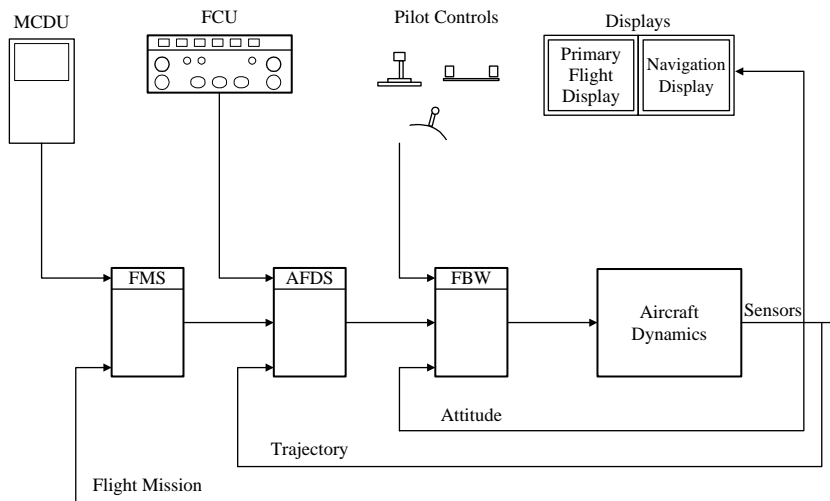 MCDU
FCU
Pilot Controls
Displays
Primary
Flight
Display
Navigation
Display
FMS
AFDS
FBW
Aircraft
Dynamics
Sensors
Attitude
Trajectory
Flight Mission